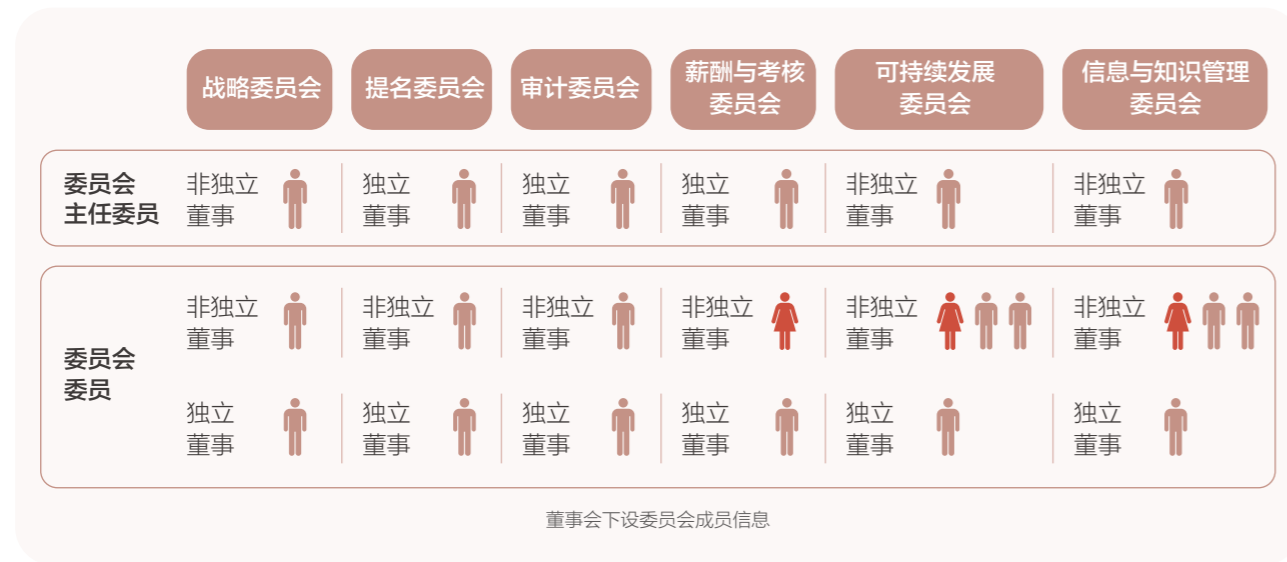 战略委员会
提名委员会
审计委员会
薪酬与考核
委员会
可持续发展
委员会
信息与知识管理
委员会
委员会
主任委员
非独立
董事
独立
董事
独立
董事
独立
董事
非独立
董事
非独立
董事
委员会
委员
非独立
董事
非独立
董事
非独立
董事
非独立
董事
非独立
董事
非独立
董事
独立
董事
独立
董事
独立
董事
独立
董事
独立
董事
独立
董事
董事会下设委员会成员信息